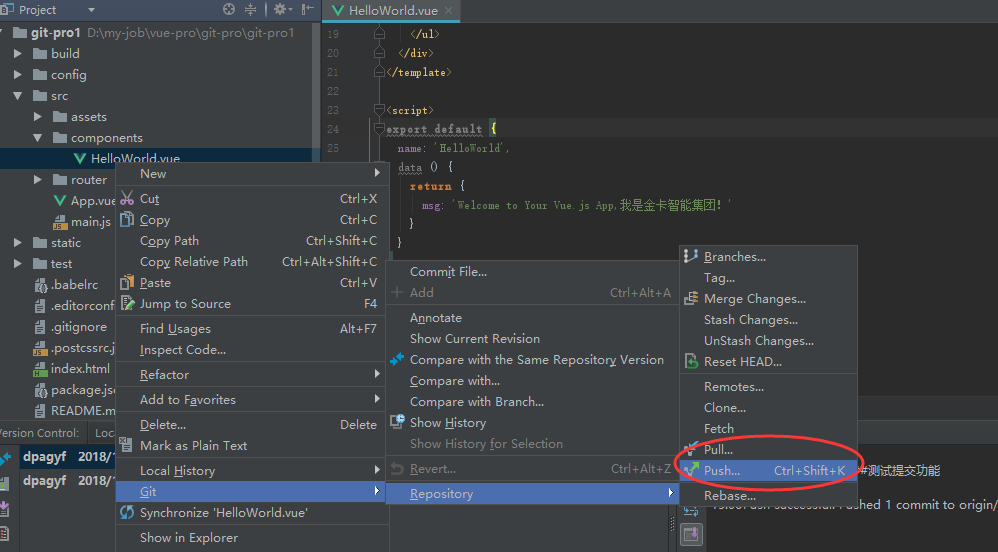 Project
HelloWorld.vue
git-pro1 D:\my-job\vue-pro\git-pro\git-pro1
build
config
src
assets
components
HelloWorld.vue
router
App.vue
main.js
static
test
.babelrc
.editorconf
.gitignore
.postcssrc.j
index.html
package.jso
README.m
19 </ul>
20 </div>
21 </template>
22
23 <script>
24 export default {
25 name: 'HelloWorld',
data () {
return {
msg: 'Welcome to Your Vue.js App,我是金卡智能集团！'
}
}
New
Cut Ctrl+X
Copy Ctrl+C
Copy Path Ctrl+Shift+C
Copy Relative Path Ctrl+Alt+Shift+C
Paste Ctrl+V
Jump to Source F4
Find Usages Alt+F7
Inspect Code...
Refactor
Add to Favorites
Delete... Delete
Mark as Plain Text
Local History
Git
Synchronize 'HelloWorld.vue'
Show in Explorer
Commit File...
Add Ctrl+Alt+A
Annotate
Show Current Revision
Compare with the Same Repository Version
Compare with...
Compare with Branch...
Show History
Show History for Selection
Revert... Ctrl+Alt+Z
Repository
Branches...
Tag...
Merge Changes...
Stash Changes...
UnStash Changes...
Reset HEAD...
Remotes...
Clone...
Fetch
Pull...
Push... Ctrl+Shift+K
Rebase...
ersion Control: Loc
dpagyf 2018/1
dpagyf 2018/
#测试提交功能
ushed 1 commit to origin/